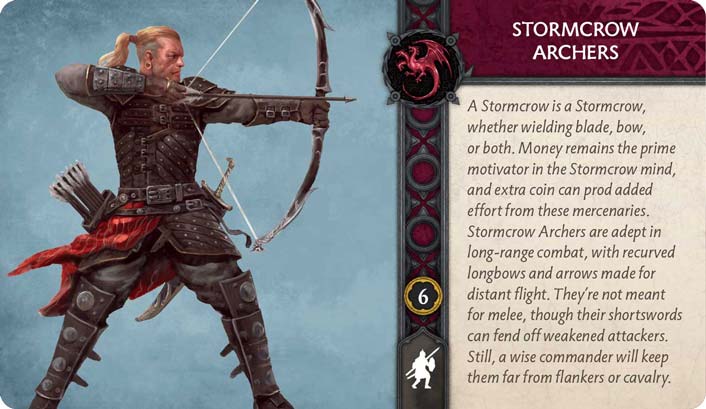 STORMCROW
ARCHERS
A Stormcrow is a Stormcrow,
whether wielding blade, bow,
or both. Money remains the prime
motivator in the Stormcrow mind,
and extra coin can prod added
effort from these mercenaries.
Stormcrow Archers are adept in
long-range combat, with recurved
longbows and arrows made for
distant flight. They're not meant
for melee, though their shortswords
can fend off weakened attackers.
Still, a wise commander will keep
them far from flankers or cavalry.
6